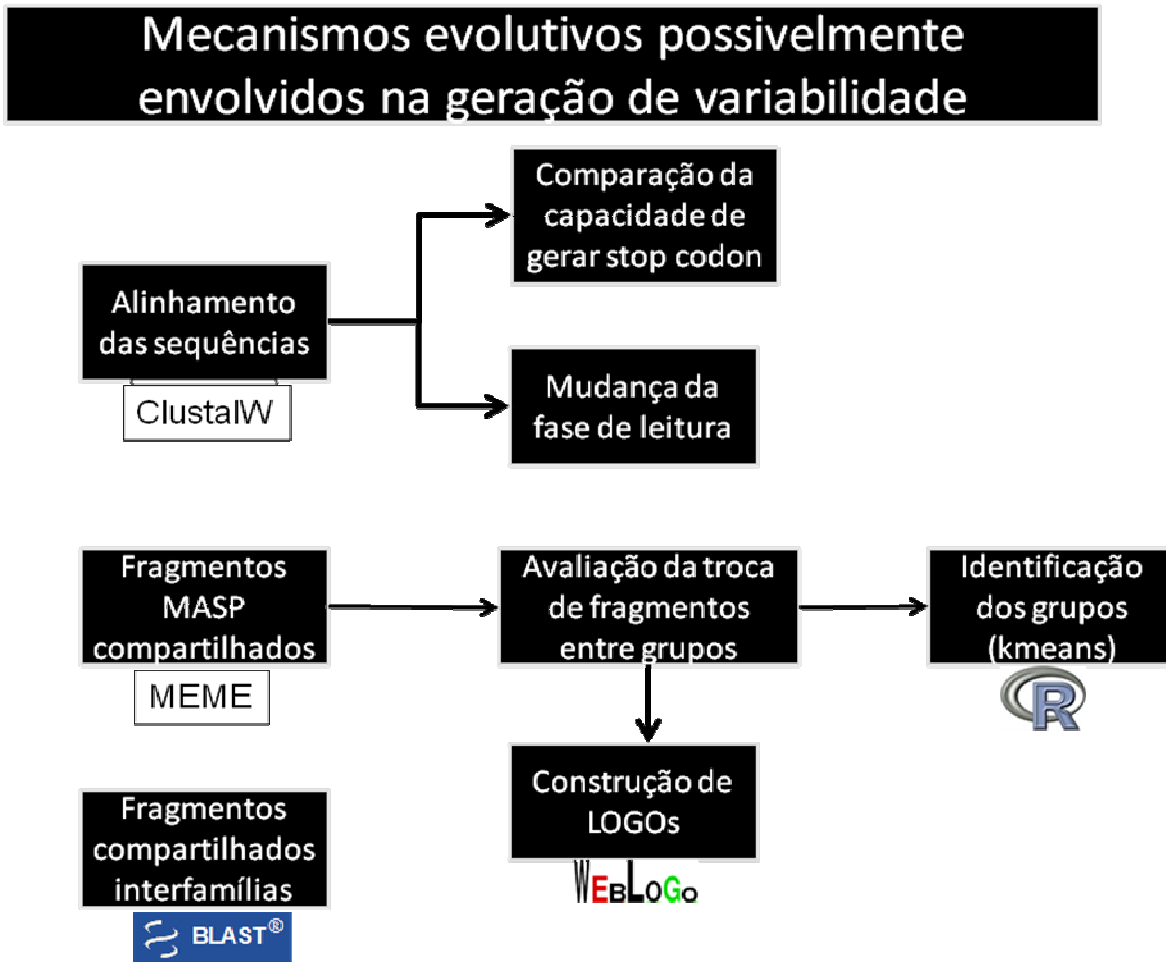 Mecanismos evolutivos possivelmente
envolvidos na geração de variabilidade
Comparação da
capacidade de
gerar stop codon
Alinhamento
das sequências
ClustalW
Mudança da
fase de leitura
Fragmentos
MASP
compartilhados
MEME
Avaliação da troca
de fragmentos
entre grupos
Identificação
dos grupos
(kmeans)
R
Construção de
LOGOs
WEBLOGO
Fragmentos
compartilhados
interfamílias
BLAST®